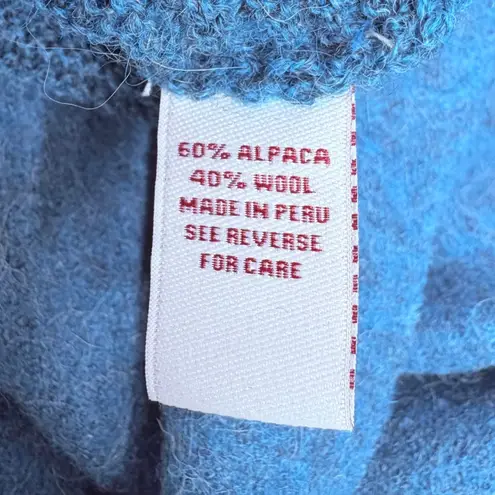 60% ALPACA
40% WOOL
MADE IN PERU
SEE REVERSE
FOR CARE